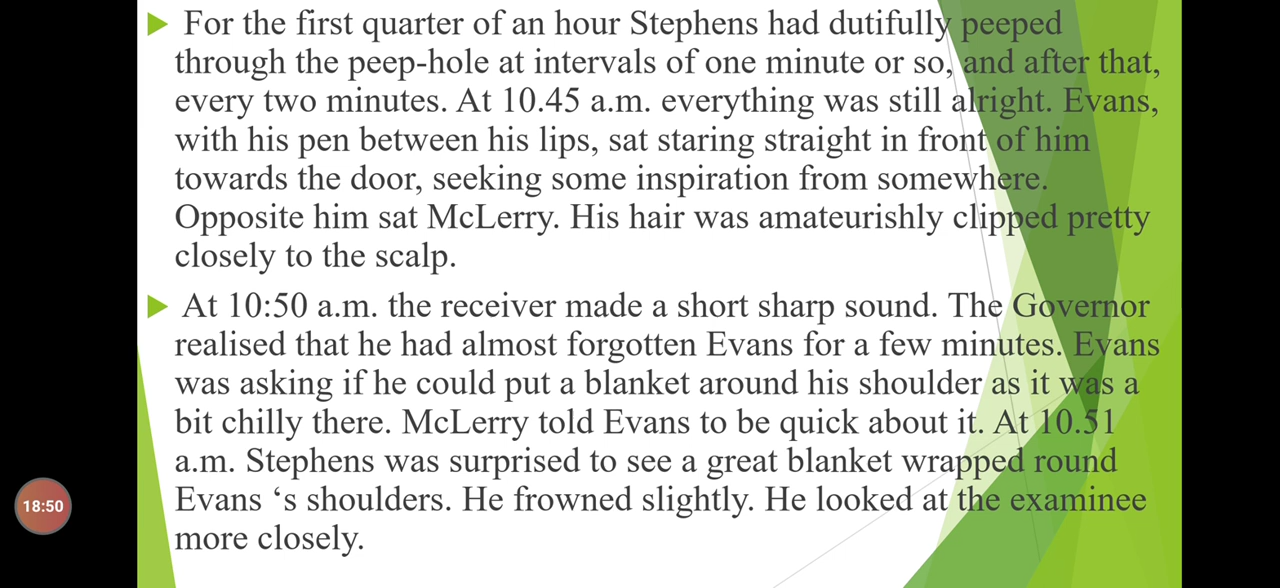 For the first quarter of an hour Stephens had dutifully peeped
through the peep-hole at intervals of one minute or so, and after that,
every two minutes. At 10.45 a.m. everything was still alright. Evans,
with his pen between his lips, sat staring straight in front of him
towards the door, seeking some inspiration from somewhere.
Opposite him sat McLerry. His hair was amateurishly clipped pretty
closely to the scalp.
At 10:50 a.m. the receiver made a short sharp sound. The Governor
realised that he had almost forgotten Evans for a few minutes. Evans
was asking if he could put a blanket around his shoulder as it was a
bit chilly there. McLerry told Evans to be quick about it. At 10.51
a.m. Stephens was surprised to see a great blanket wrapped round
Evans ‘s shoulders. He frowned slightly. He looked at the examinee
more closely.
18:50